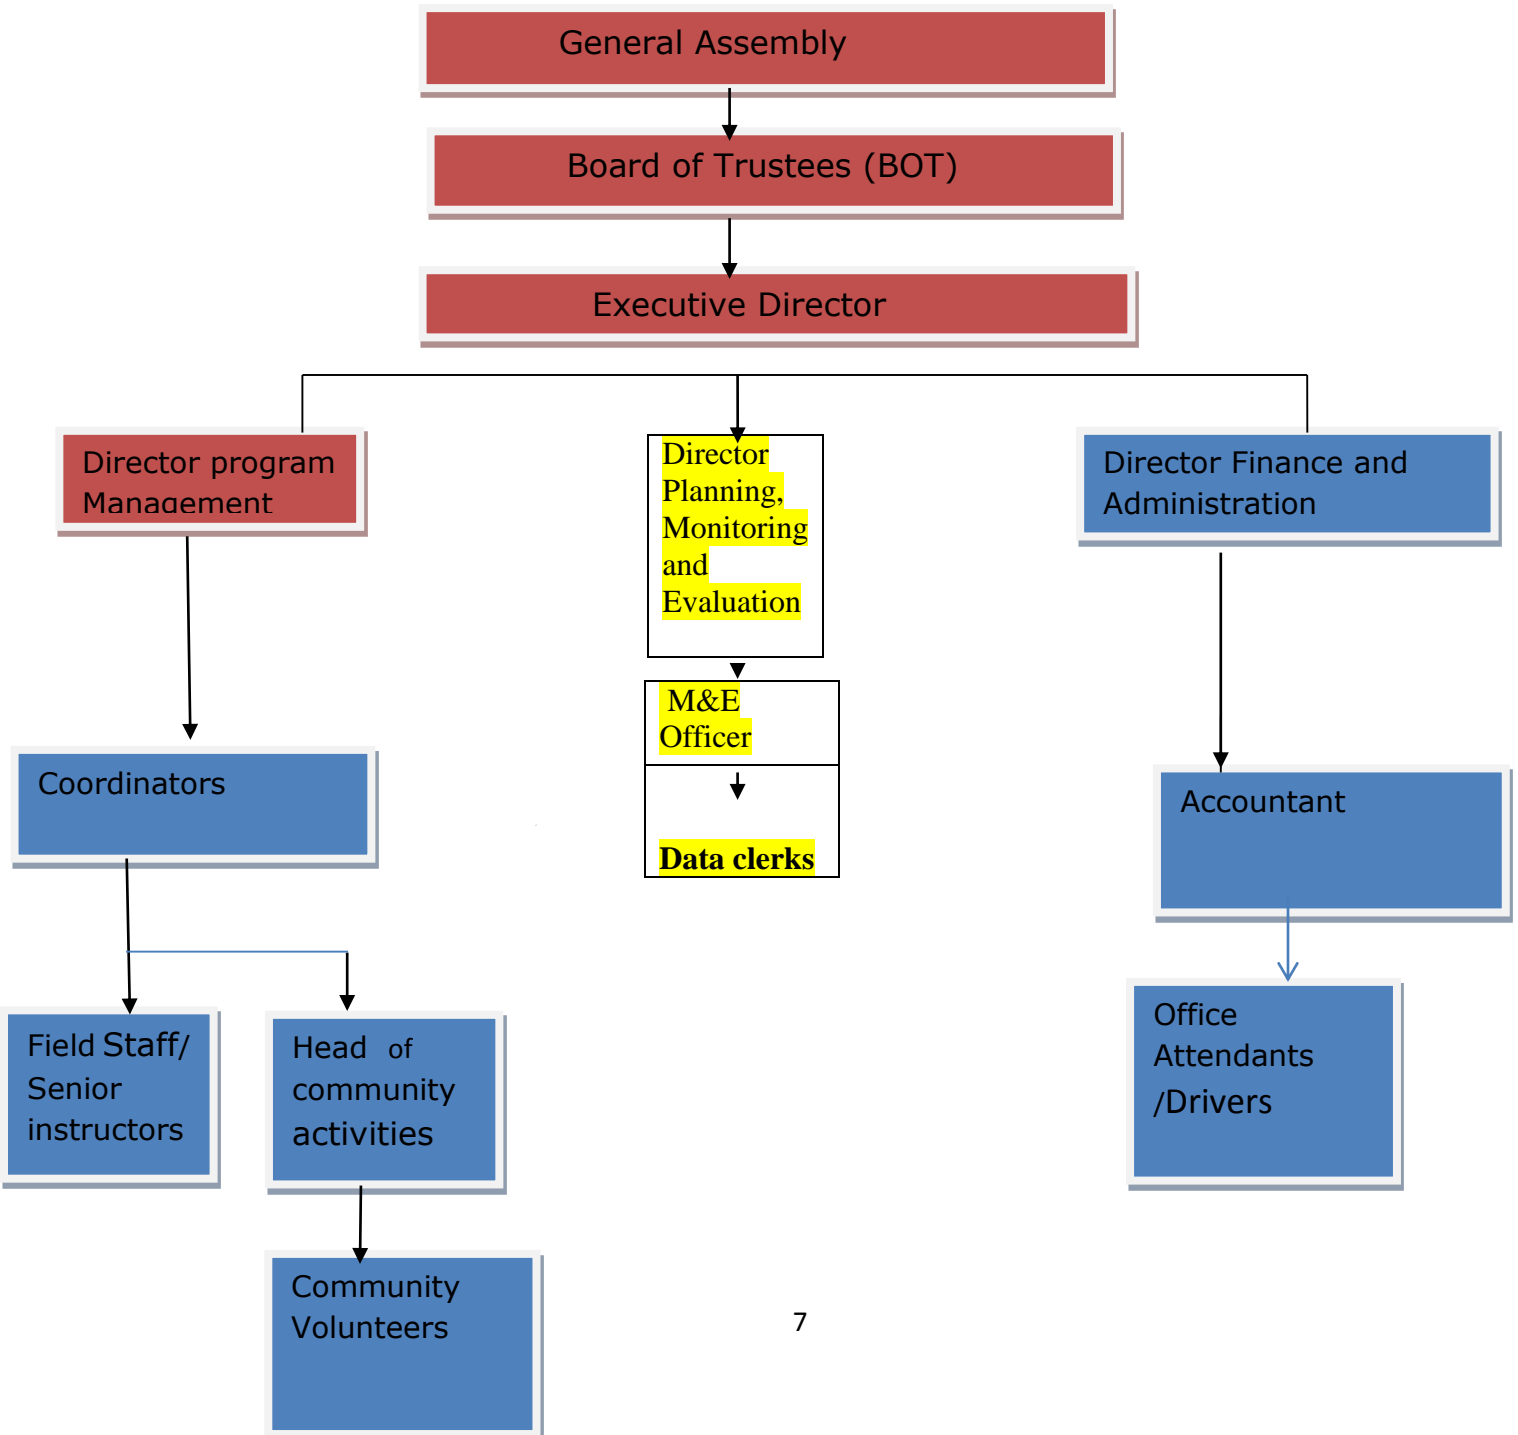 General Assembly
Board of Trustees (BOT)
Executive Director
Director program
Management
Director
Planning,
Monitoring
and
Evaluation
Director Finance and
Administration
M&E
Officer
Data clerks
Coordinators
Accountant
Field Staff/
Senior
instructors
Head of
community
activities
Office
Attendants
/Drivers
Community
Volunteers
7